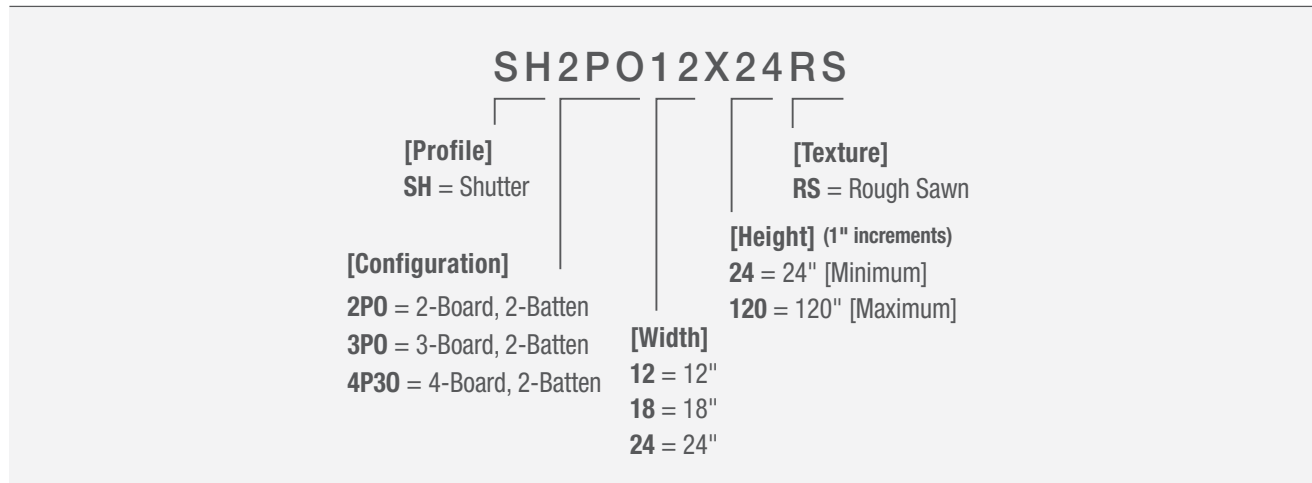 SH2PO12X24RS
[Profile]
SH = Shutter
[Texture]
RS = Rough Sawn
[Configuration]
2PO = 2-Board, 2-Batten
3PO = 3-Board, 2-Batten
4P3O = 4-Board, 2-Batten
[Width]
12 = 12"
18 = 18"
24 = 24"
[Height] (1" increments)
24 = 24" [Minimum]
120 = 120" [Maximum]